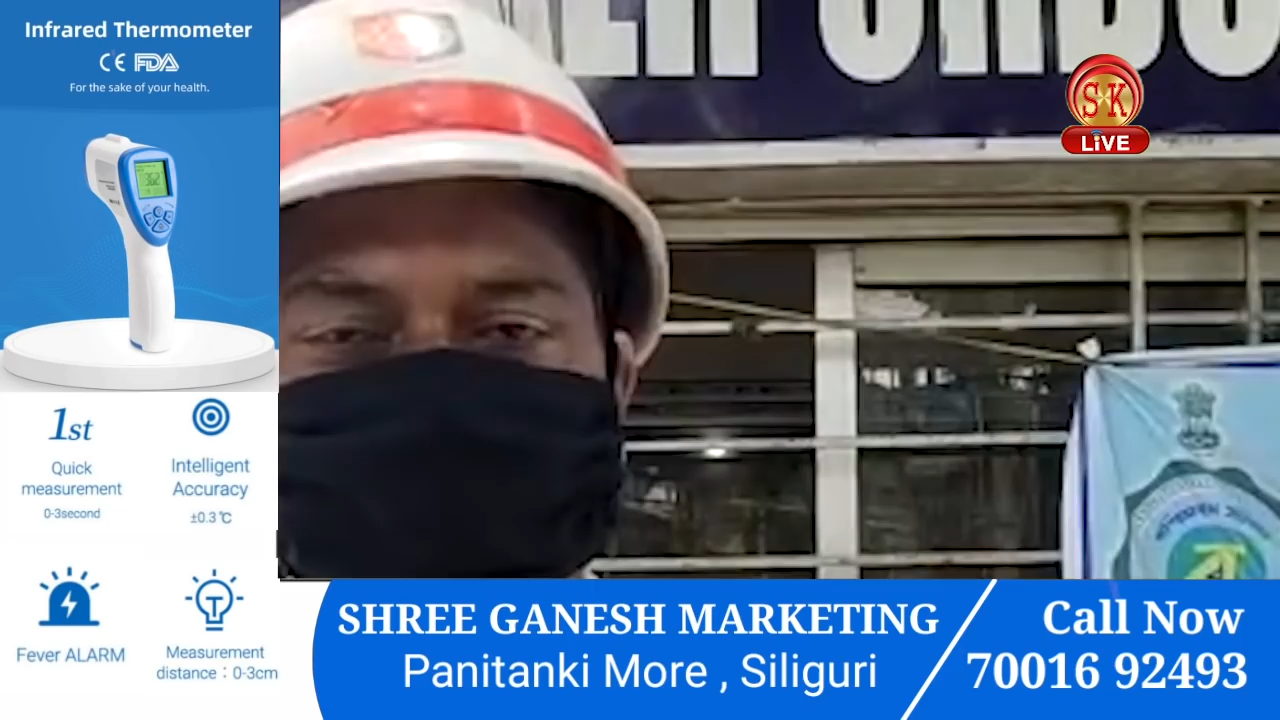 Infrared Thermometer
CE FDA
For the sake of your health.
1st
Quick
measurement
0-3second
Intelligent
Accuracy
±0.3℃
Fever ALARM
Measurement
distance : 0-3cm
S K
LiVE
SHREE GANESH MARKETING
Panitanki More , Siliguri
Call Now
70016 92493